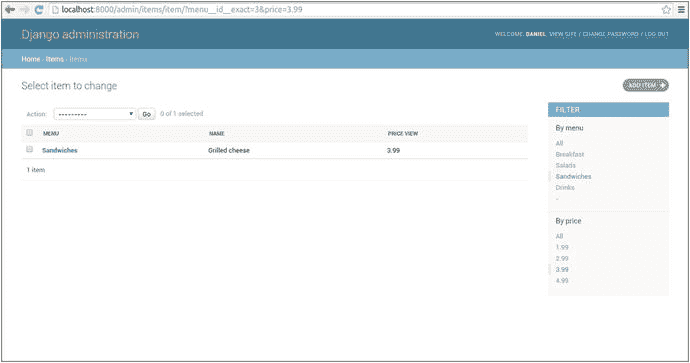 localhost:8000/admin/items/item/?menu__id__exact=3&price=3.99
Django administration
WELCOME, DANIEL. VIEW SITE / CHANGE PASSWORD / LOG OUT
Home › Items › Items
Select item to change
ADD ITEM +
Action: --------- Go 0 of 1 selected
MENU NAME PRICE VIEW
Sandwiches Grilled cheese 3.99
1 item
FILTER
By menu
All
Breakfast
Salads
Sandwiches
Drinks
-
By price
All
1.99
2.99
3.99
4.99